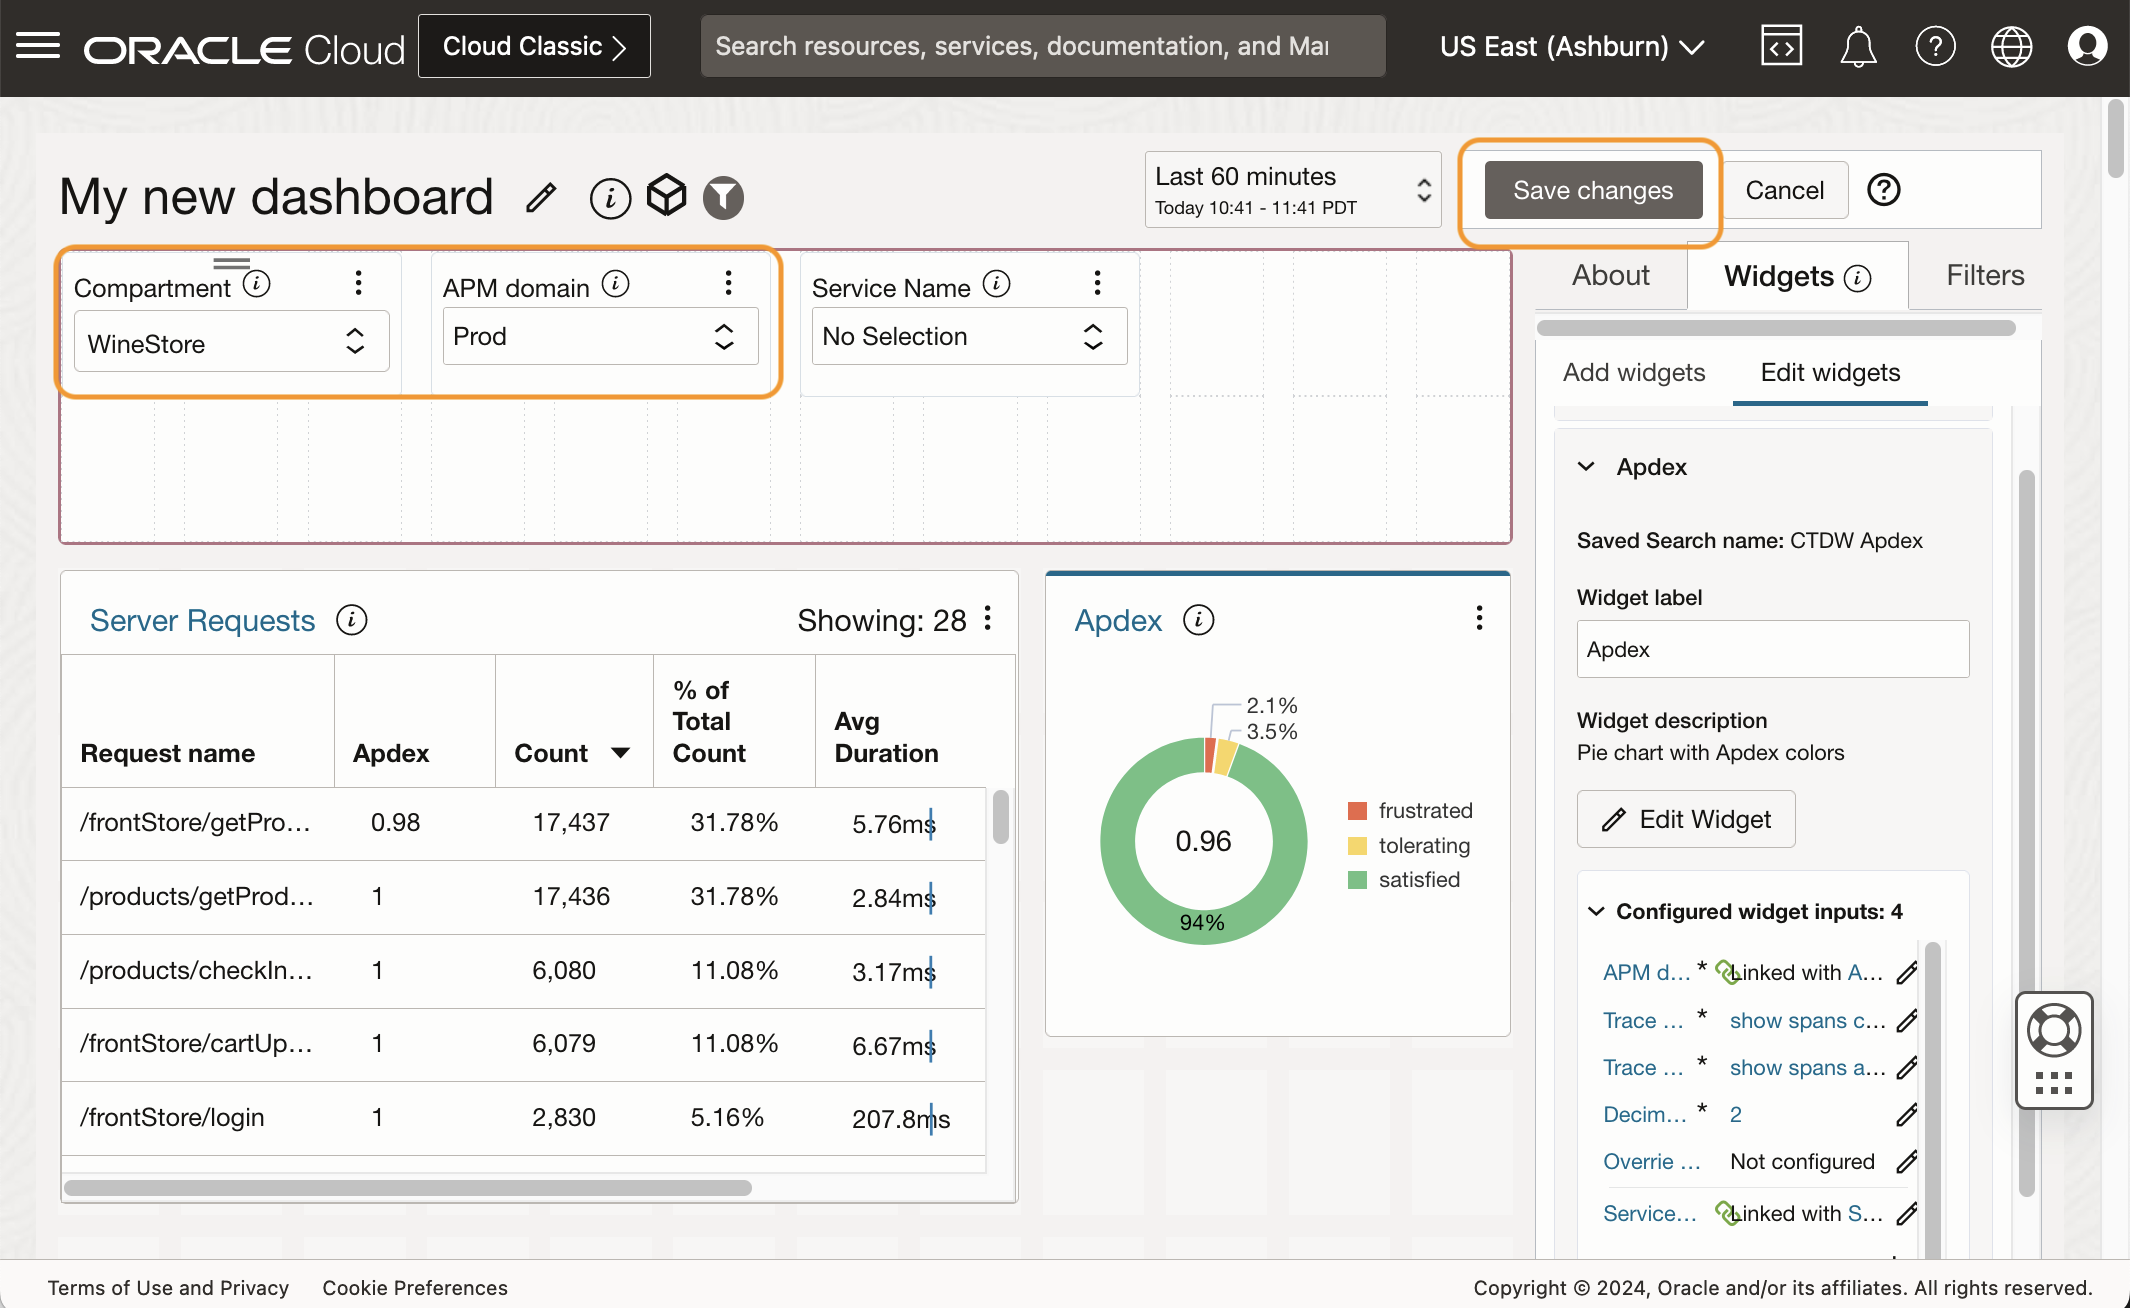 ORACLE Cloud
Cloud Classic
Search resources, services, documentation, and Mar
US East (Ashburn)
My new dashboard
Last 60 minutes
Today 10:41 - 11:41 PDT
Save changes
Cancel
Compartment
WineStore
APM domain
Prod
Service Name
No Selection
About
Widgets
Filters
Add widgets
Edit widgets
Apdex
Saved Search name: CTDW Apdex
Widget label
Apdex
Widget description
Pie chart with Apdex colors
Edit Widget
Configured widget inputs: 4
APM d... * Linked with A...
Trace ... * show spans c...
Trace ... * show spans a...
Decim... * 2
Overrie ... Not configured
Service... Linked with S...
Server Requests
Showing: 28
Request name
Apdex
Count
% of
Total
Count
Avg
Duration
/frontStore/getPro... 0.98 17,437 31.78% 5.76ms
/products/getProd... 1 17,436 31.78% 2.84ms
/products/checkIn... 1 6,080 11.08% 3.17ms
/frontStore/cartUp... 1 6,079 11.08% 6.67ms
/frontStore/login 1 2,830 5.16% 207.8ms
Apdex
2.1%
3.5%
0.96
94%
frustrated
tolerating
satisfied
Terms of Use and Privacy
Cookie Preferences
Copyright © 2024, Oracle and/or its affiliates. All rights reserved.